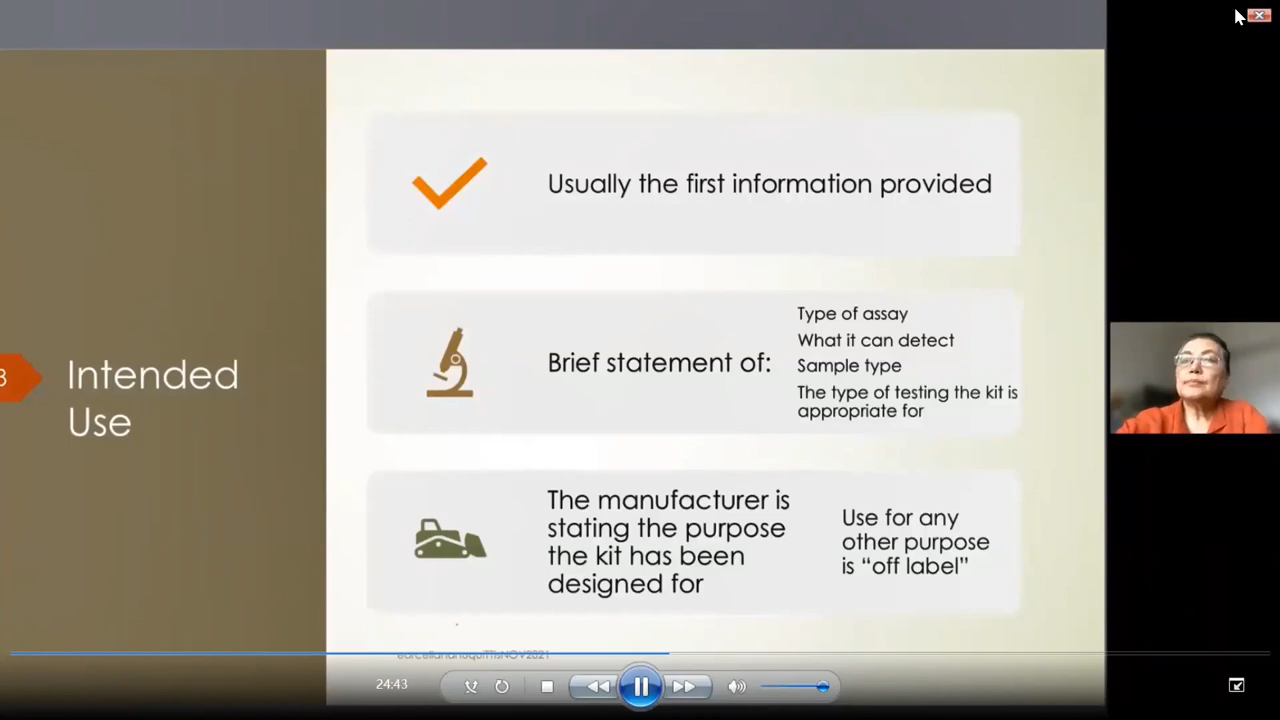 3
Intended
Use
Usually the first information provided
Brief statement of:
Type of assay
What it can detect
Sample type
The type of testing the kit is
appropriate for
The manufacturer is
stating the purpose
the kit has been
designed for
Use for any
other purpose
is “off label”
24:43